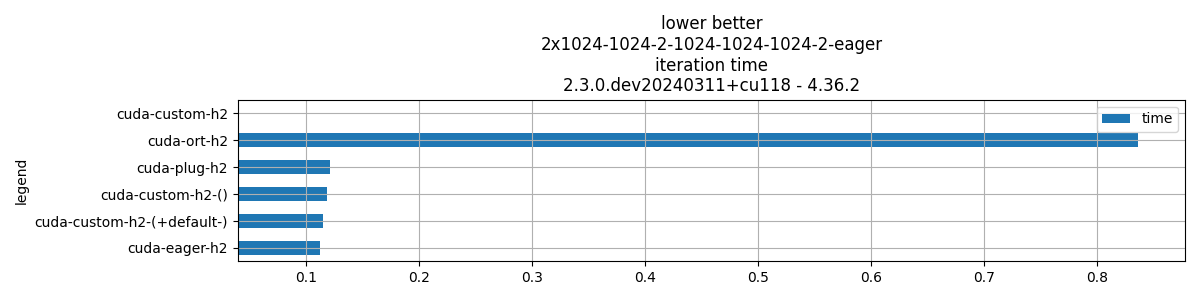 lower better
2x1024-1024-2-1024-1024-1024-2-eager
iteration time
2.3.0.dev20240311+cu118 - 4.36.2
legend
cuda-custom-h2
cuda-ort-h2
cuda-plug-h2
cuda-custom-h2-()
cuda-custom-h2-(+default-)
cuda-eager-h2
time
0.1 0.2 0.3 0.4 0.5 0.6 0.7 0.8